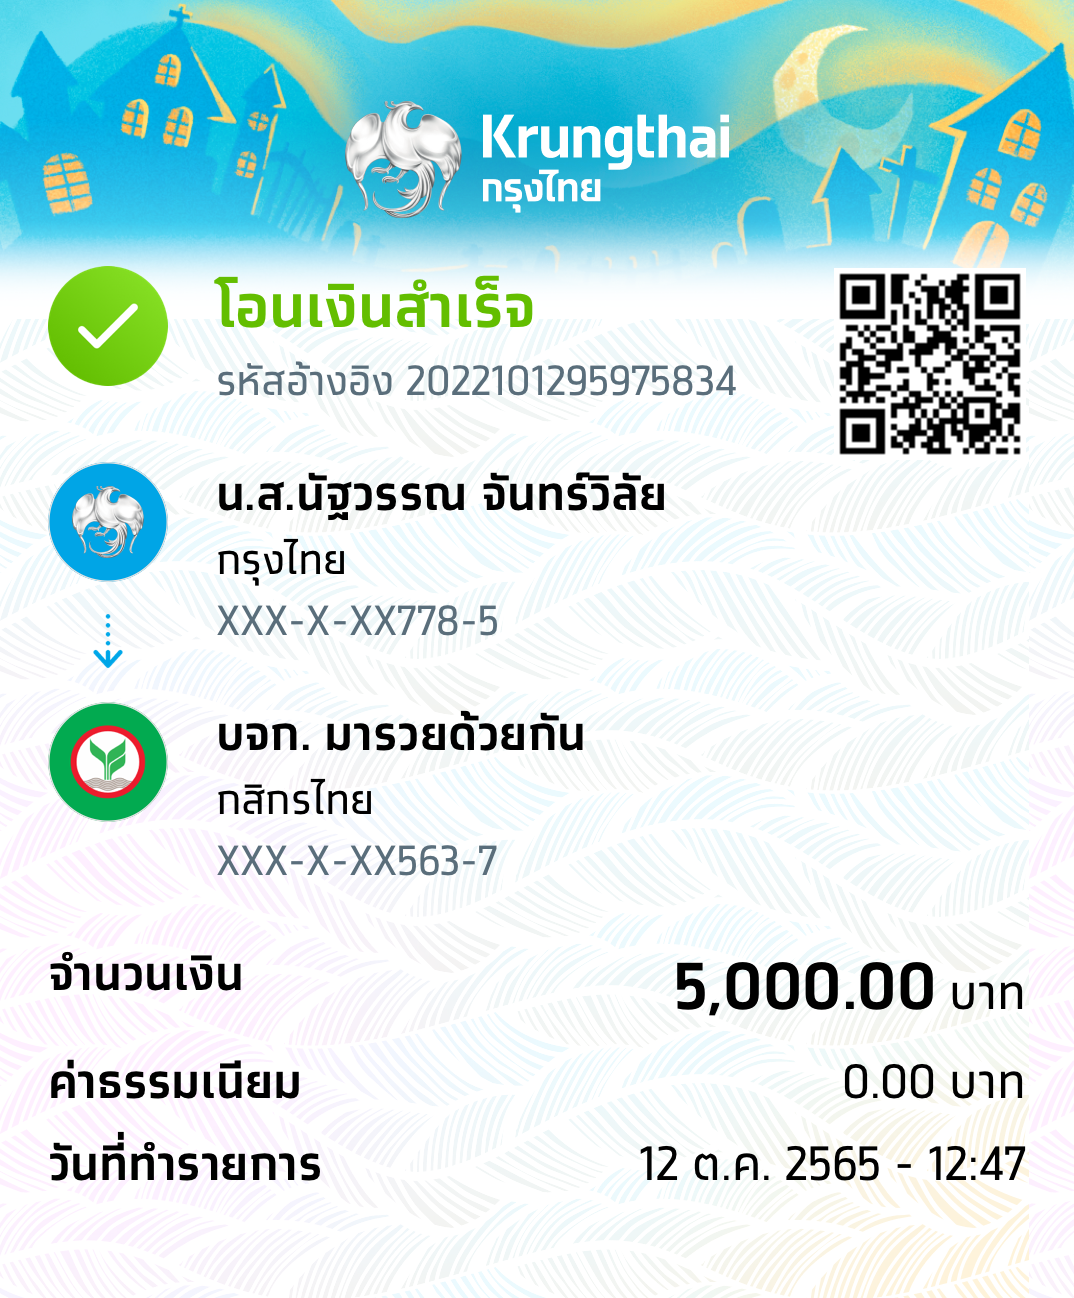 Krungthai
กรุงไทย
โอนเงินสำเร็จ
รหัสอ้างอิง 2022101295975834
น.ส.นัฐวรรณ จันทร์วิลัย
กรุงไทย
XXX-X-XX778-5
บจก. มารวยด้วยกัน
กสิกรไทย
XXX-X-XX563-7
จำนวนเงิน 5,000.00 บาท
ค่าธรรมเนียม 0.00 บาท
วันที่ทำรายการ 12 ต.ค. 2565 - 12:47